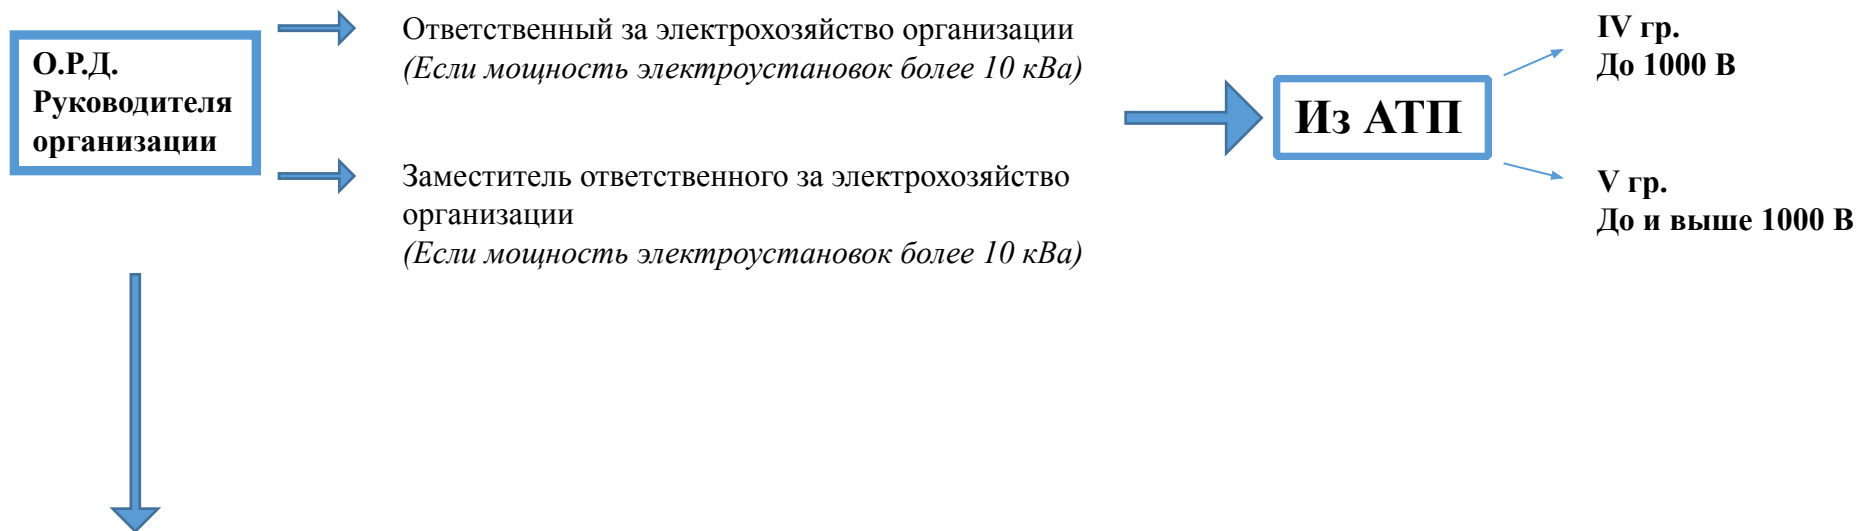 О.Р.Д.
Руководителя
организации
Ответственный за электрохозяйство организации
(Если мощность электроустановок более 10 кВа)
Заместитель ответственного за электрохозяйство
организации
(Если мощность электроустановок более 10 кВа)
Из АТП
IV гр.
До 1000 В
V гр.
До и выше 1000 В